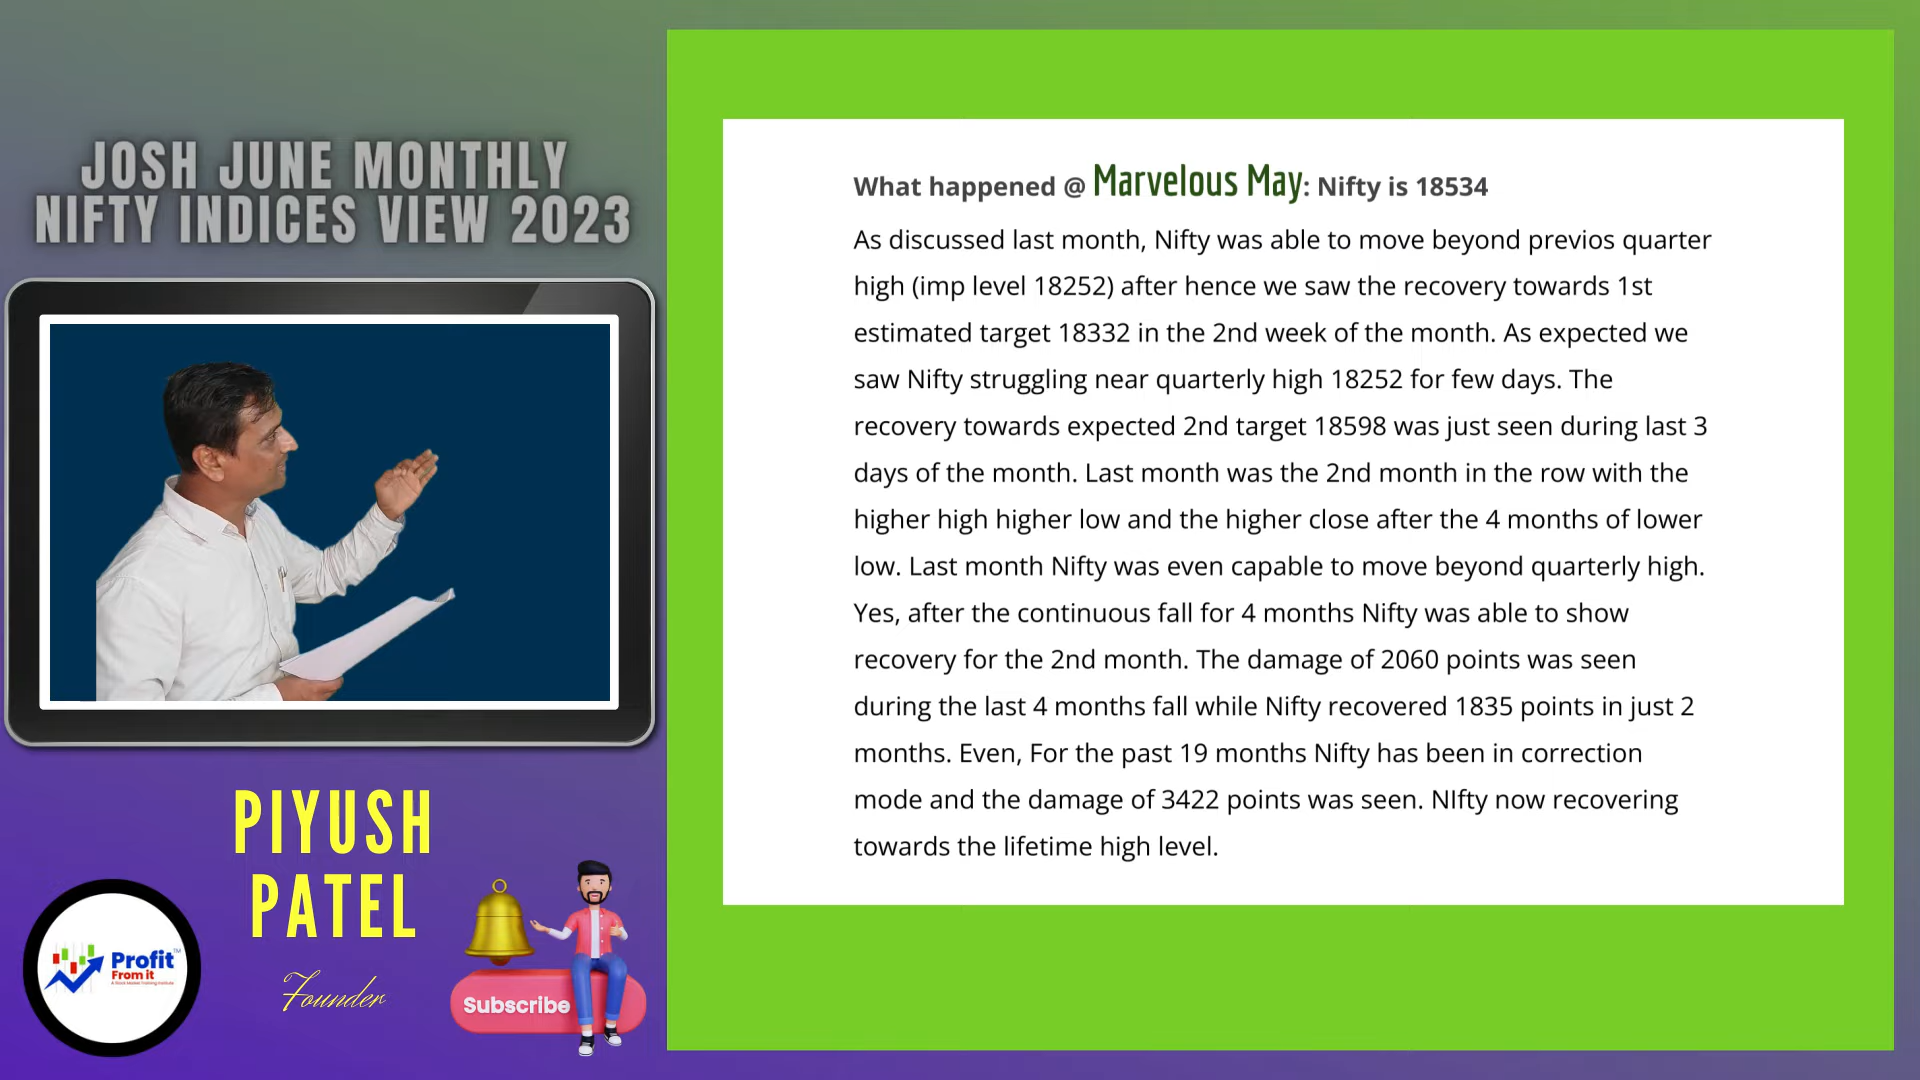 JOSH JUNE MONTHLY
NIFTY INDICES VIEW 2023
PIYUSH
PATEL
Founder
Profit™
From it
A Stock Market Training Institute
Subscribe
What happened @ Marvelous May: Nifty is 18534
As discussed last month, Nifty was able to move beyond previos quarter
high (imp level 18252) after hence we saw the recovery towards 1st
estimated target 18332 in the 2nd week of the month. As expected we
saw Nifty struggling near quarterly high 18252 for few days. The
recovery towards expected 2nd target 18598 was just seen during last 3
days of the month. Last month was the 2nd month in the row with the
higher high higher low and the higher close after the 4 months of lower
low. Last month Nifty was even capable to move beyond quarterly high.
Yes, after the continuous fall for 4 months Nifty was able to show
recovery for the 2nd month. The damage of 2060 points was seen
during the last 4 months fall while Nifty recovered 1835 points in just 2
months. Even, For the past 19 months Nifty has been in correction
mode and the damage of 3422 points was seen. NIfty now recovering
towards the lifetime high level.